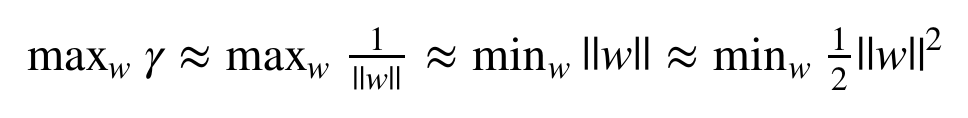 max_w γ ≈ max_w 1/||w|| ≈ min_w ||w|| ≈ min_w 1/2||w||²